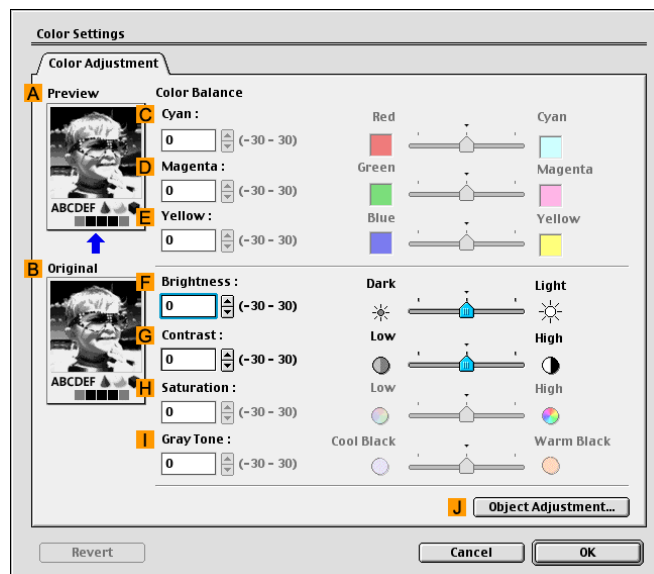 Color Settings
Color Adjustment
A Preview
Color Balance
C Cyan :
0 (-30 - 30)
Red
Cyan
D Magenta :
0 (-30 - 30)
Green
Magenta
ABCDEF
E Yellow :
0 (-30 - 30)
Blue
Yellow
B Original
F Brightness :
0 (-30 - 30)
Dark
Light
G Contrast :
0 (-30 - 30)
Low
High
ABCDEF
H Saturation :
0 (-30 - 30)
Low
High
I Gray Tone :
0 (-30 - 30)
Cool Black
Warm Black
J Object Adjustment...
Revert
Cancel
OK